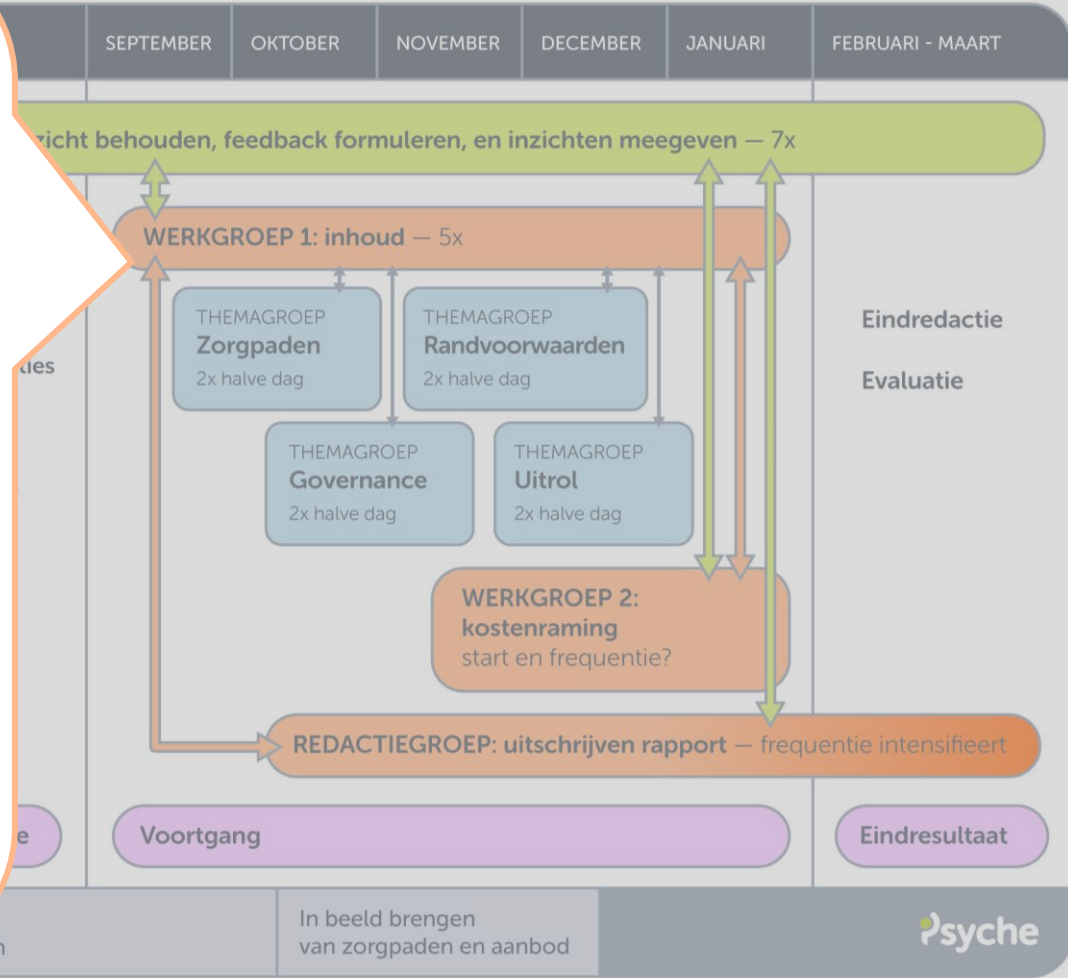 SEPTEMBER OKTOBER NOVEMBER DECEMBER JANUARI FEBRUARI - MAART
behouden, feedback formuleren, en inzichten meegeven — 7x
WERKGROEP 1: inhoud — 5x
THEMAGROEP
Zorgpaden
2x halve dag
THEMAGROEP
Randvoorwaarden
2x halve dag
Eindredactie
Evaluatie
THEMAGROEP
Governance
2x halve dag
THEMAGROEP
Uitrol
2x halve dag
WERKGROEP 2:
kostenraming
start en frequentie?
REDACTIEGROEP: uitschrijven rapport — frequentie intensifieert
Voortgang
Eindresultaat
In beeld brengen
van zorgpaden en aanbod
Psyche